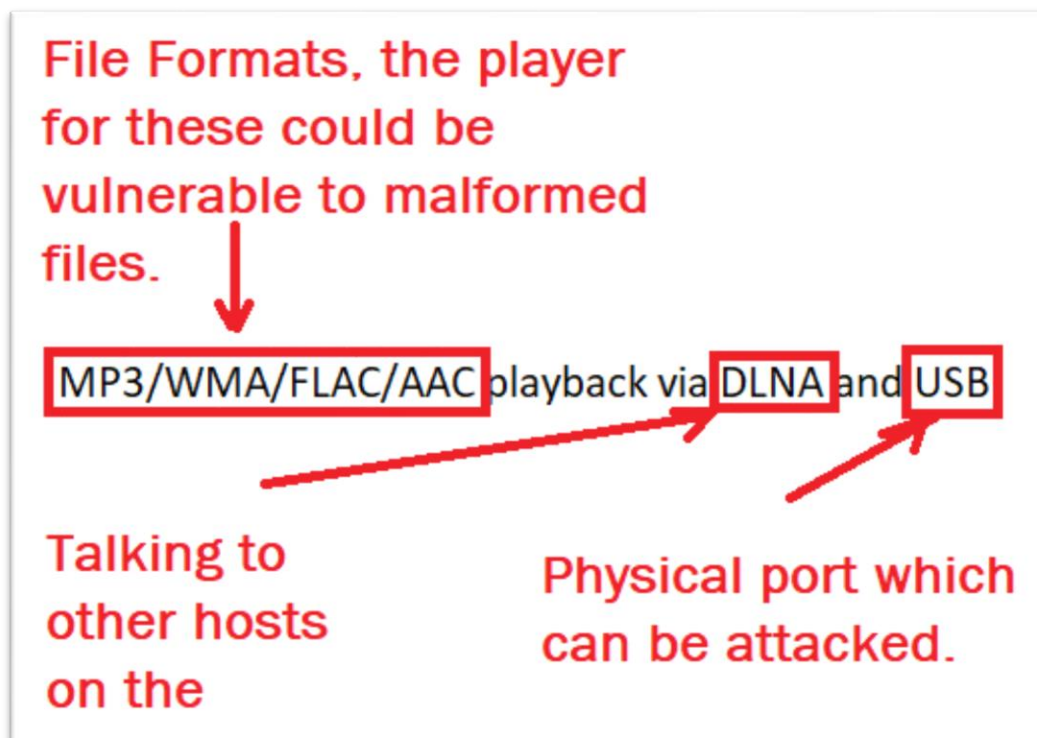 File Formats, the player
for these could be
vulnerable to malformed
files.
MP3/WMA/FLAC/AAC playback via DLNA and USB
Talking to
other hosts
on the
Physical port which
can be attacked.